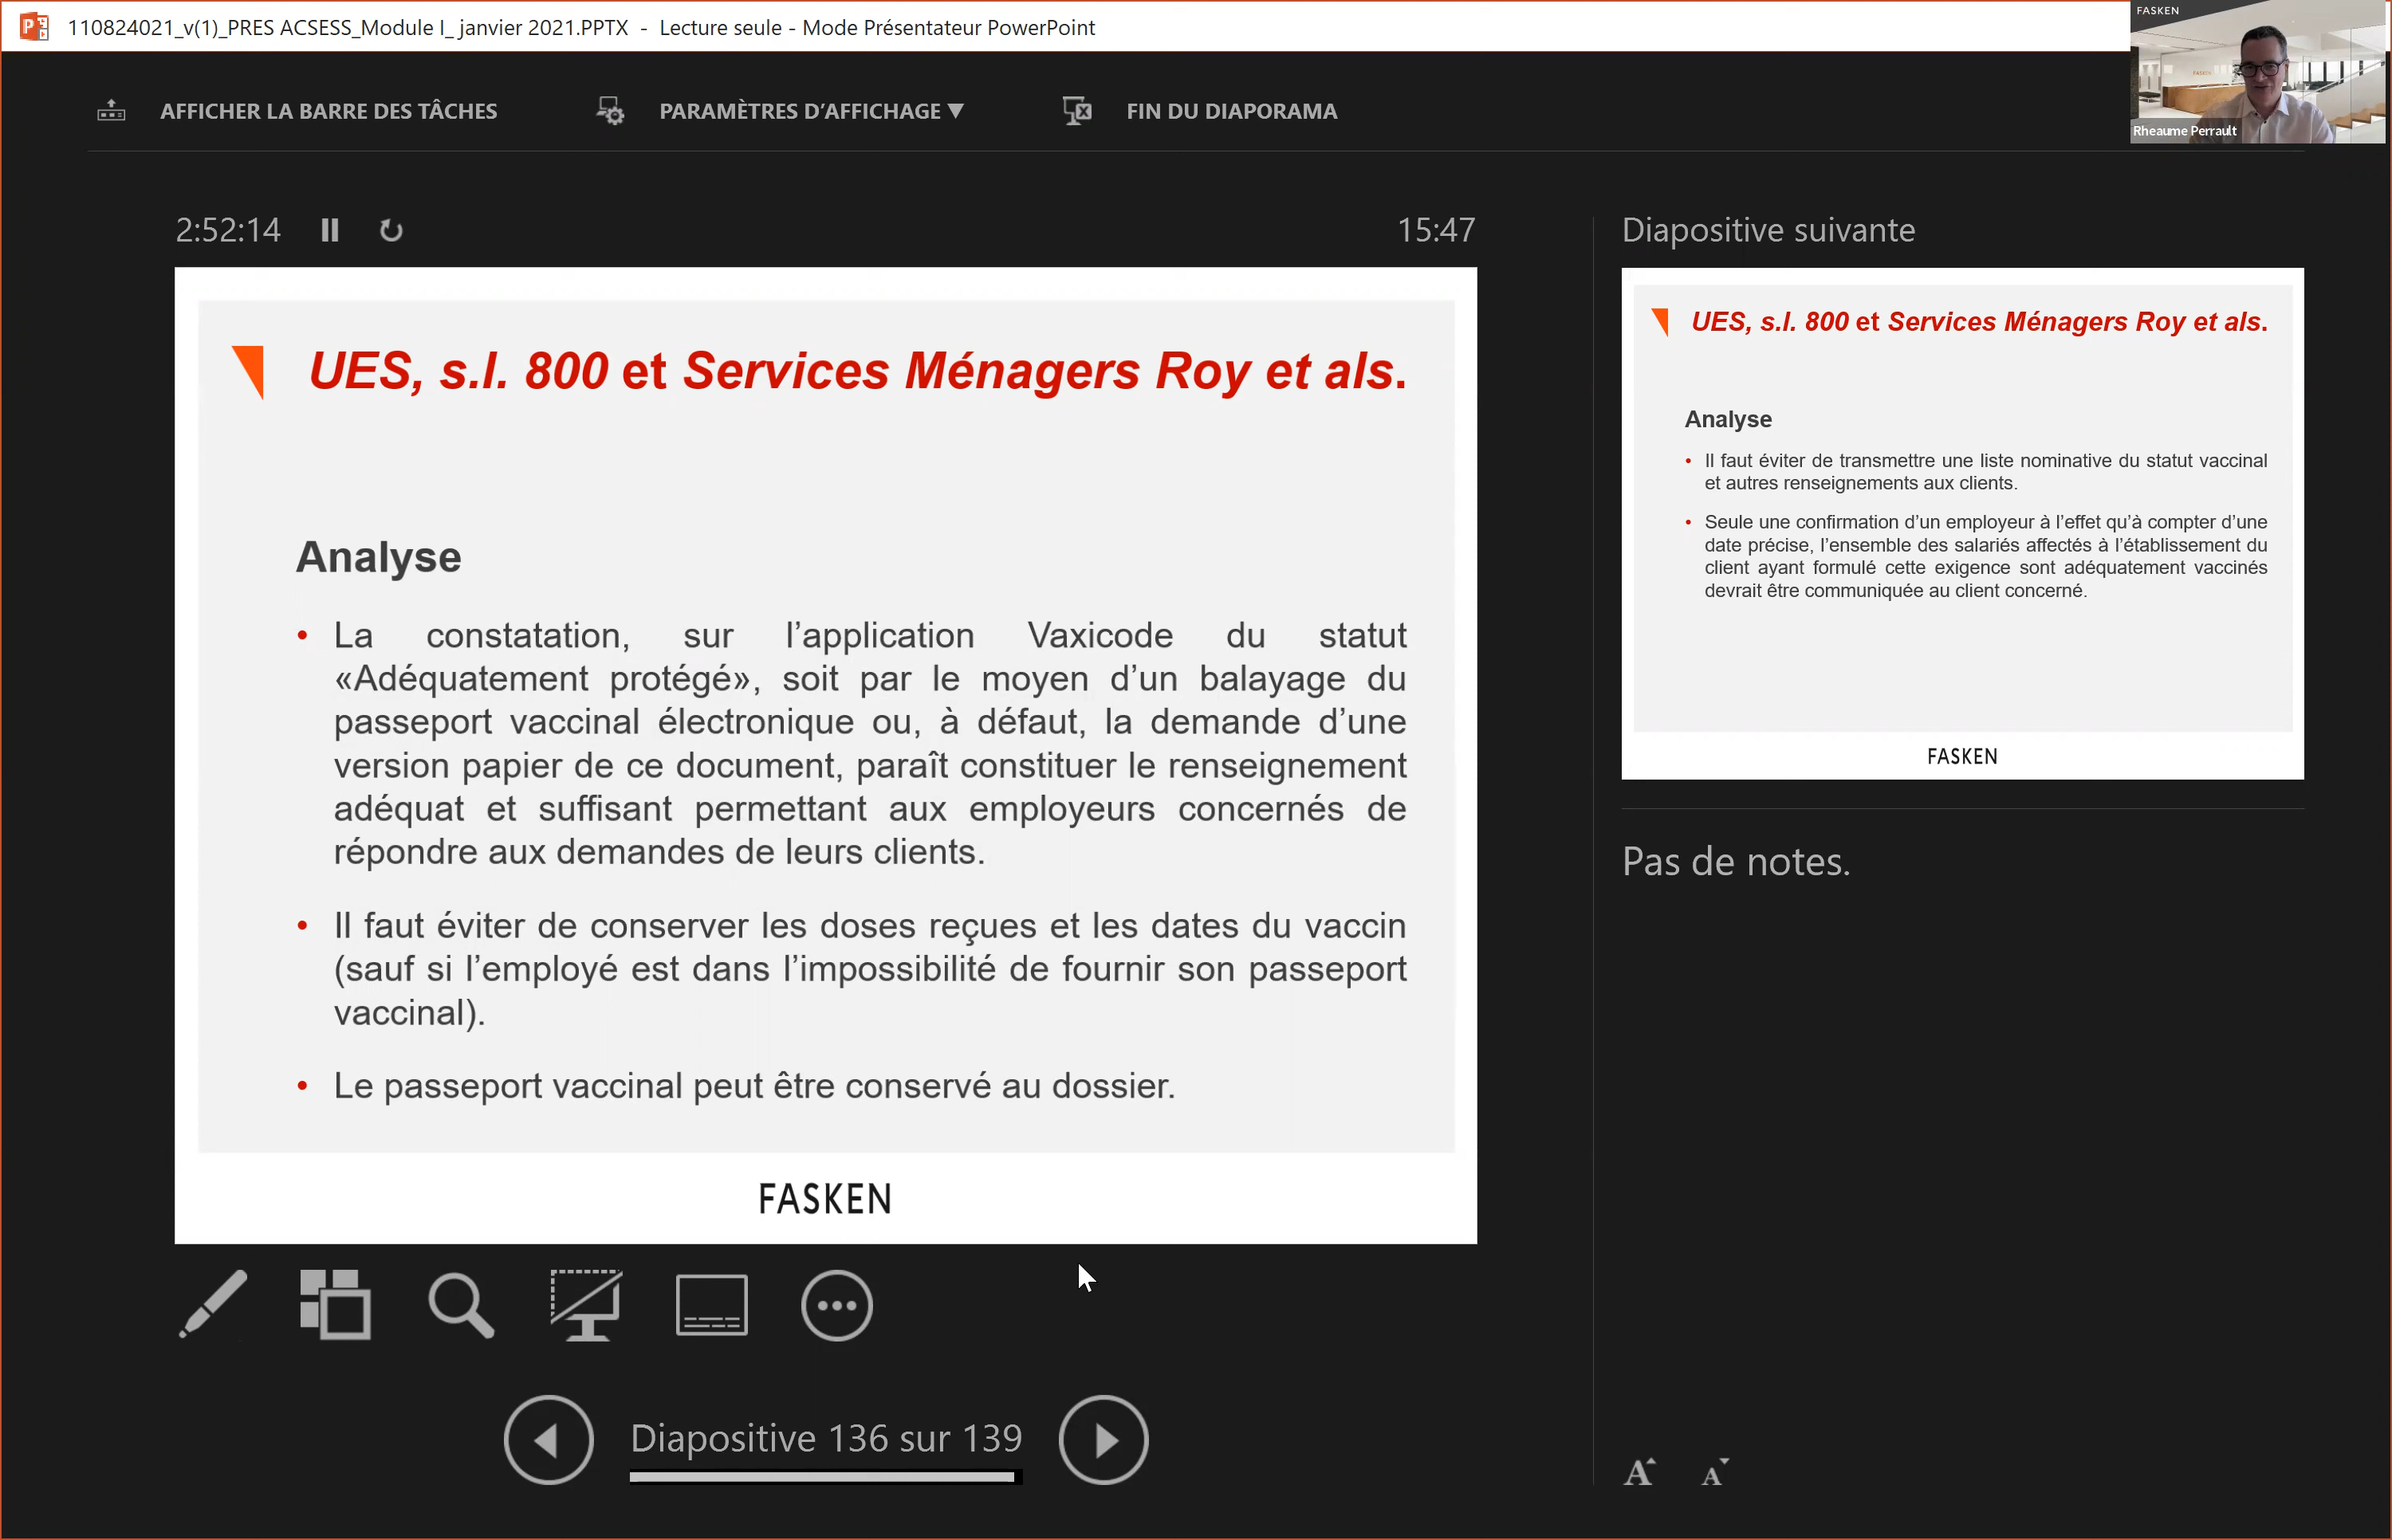 110824021_v(1)_PRES ACSESS_Module I_ janvier 2021.PPTX  -  Lecture seule - Mode Présentateur PowerPoint
FASKEN
Rheaume Perrault
AFFICHER LA BARRE DES TÂCHES
PARAMÈTRES D’AFFICHAGE ▼
FIN DU DIAPORAMA
2:52:14
15:47
UES, s.l. 800 et Services Ménagers Roy et als.
Analyse
• La constatation, sur l’application Vaxicode du statut
«Adéquatement protégé», soit par le moyen d’un balayage du
passeport vaccinal électronique ou, à défaut, la demande d’une
version papier de ce document, paraît constituer le renseignement
adéquat et suffisant permettant aux employeurs concernés de
répondre aux demandes de leurs clients.
• Il faut éviter de conserver les doses reçues et les dates du vaccin
(sauf si l’employé est dans l’impossibilité de fournir son passeport
vaccinal).
• Le passeport vaccinal peut être conservé au dossier.
FASKEN
Diapositive 136 sur 139
Diapositive suivante
UES, s.l. 800 et Services Ménagers Roy et als.
Analyse
• Il faut éviter de transmettre une liste nominative du statut vaccinal
et autres renseignements aux clients.
• Seule une confirmation d’un employeur à l’effet qu’à compter d’une
date précise, l’ensemble des salariés affectés à l’établissement du
client ayant formulé cette exigence sont adéquatement vaccinés
devrait être communiquée au client concerné.
FASKEN
Pas de notes.
A A